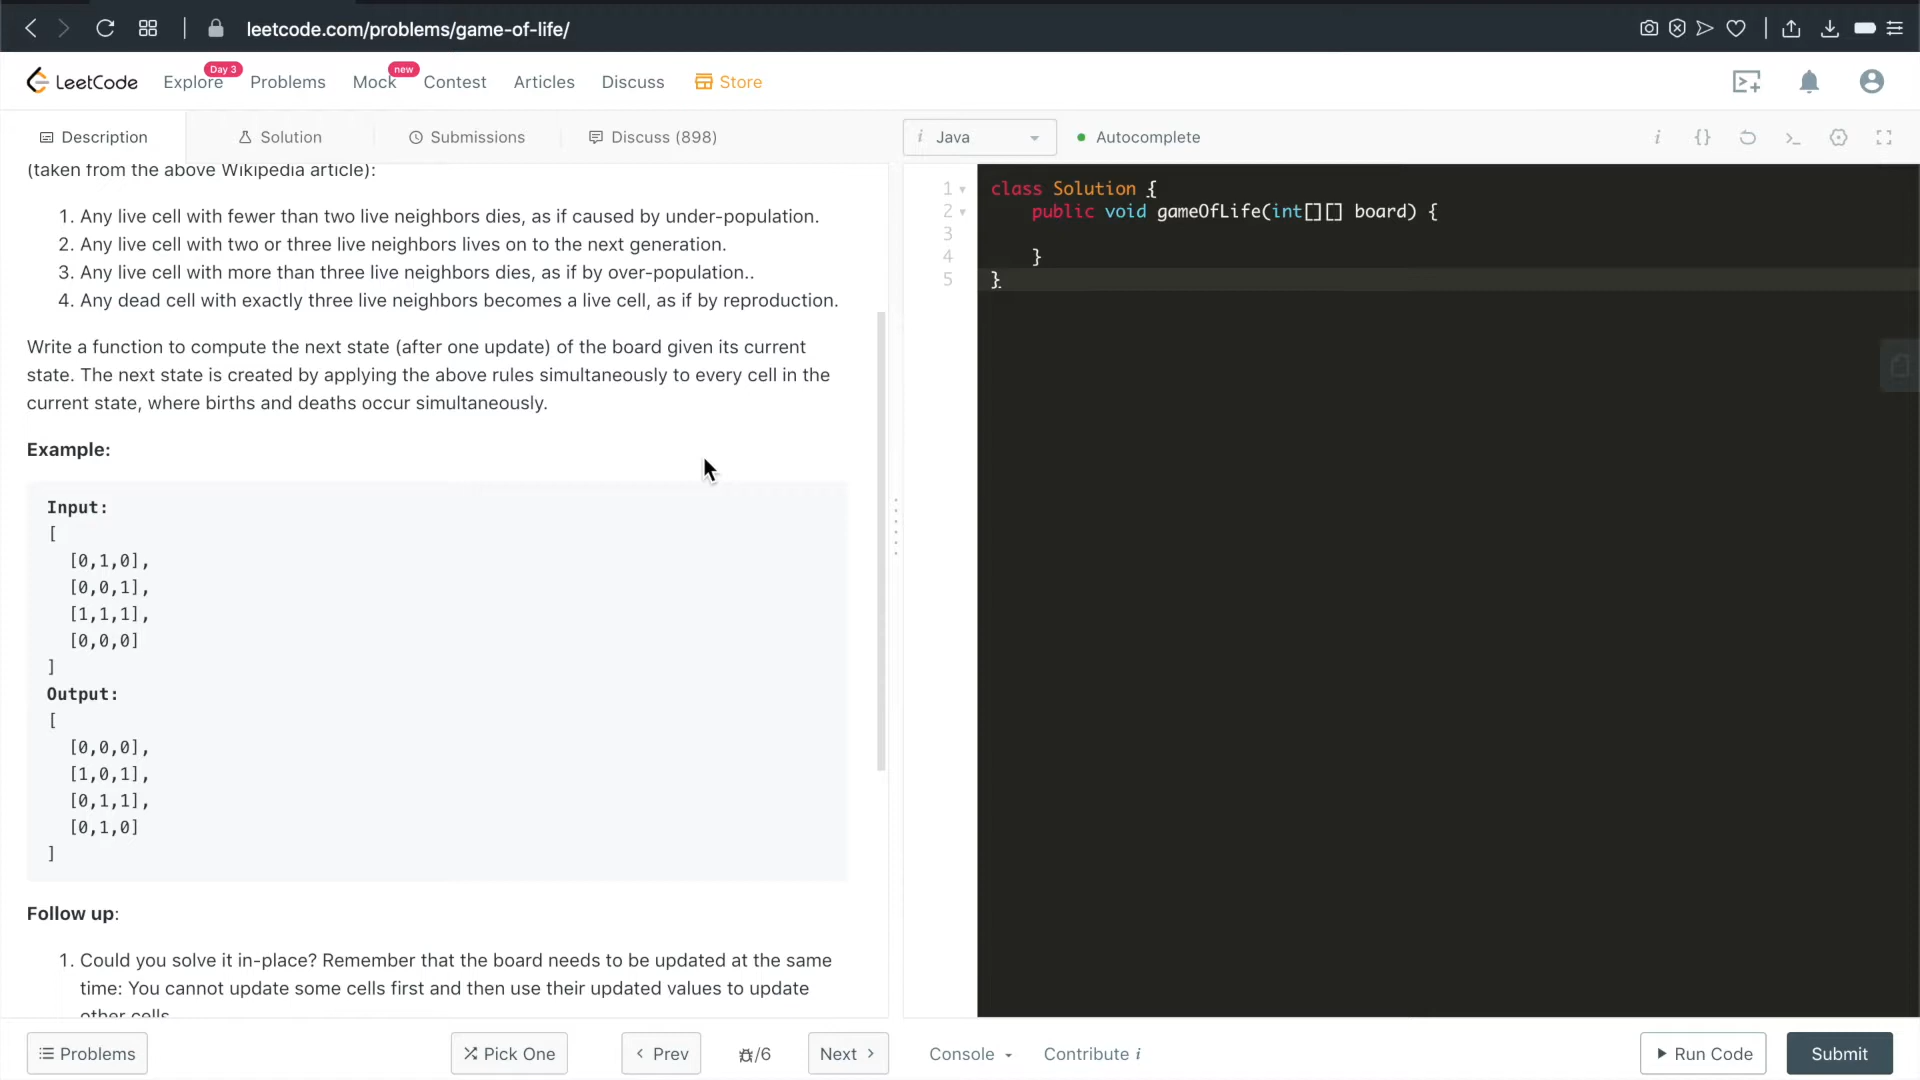 leetcode.com/problems/game-of-life/
LeetCode Explore Day 3 Problems Mock new Contest Articles Discuss Store
Description Solution Submissions Discuss (898)
i Java Autocomplete
(taken from the above Wikipedia article):
1. Any live cell with fewer than two live neighbors dies, as if caused by under-population.
2. Any live cell with two or three live neighbors lives on to the next generation.
3. Any live cell with more than three live neighbors dies, as if by over-population..
4. Any dead cell with exactly three live neighbors becomes a live cell, as if by reproduction.
Write a function to compute the next state (after one update) of the board given its current
state. The next state is created by applying the above rules simultaneously to every cell in the
current state, where births and deaths occur simultaneously.
Example:
Input:
[
[0,1,0],
[0,0,1],
[1,1,1],
[0,0,0]
]
Output:
[
[0,0,0],
[1,0,1],
[0,1,1],
[0,1,0]
]
Follow up:
1. Could you solve it in-place? Remember that the board needs to be updated at the same
time: You cannot update some cells first and then use their updated values to update
other cells.
1 class Solution {
2 public void gameOfLife(int[][] board) {
3
4 }
5 }
Problems Pick One < Prev /6 Next > Console Contribute i Run Code Submit